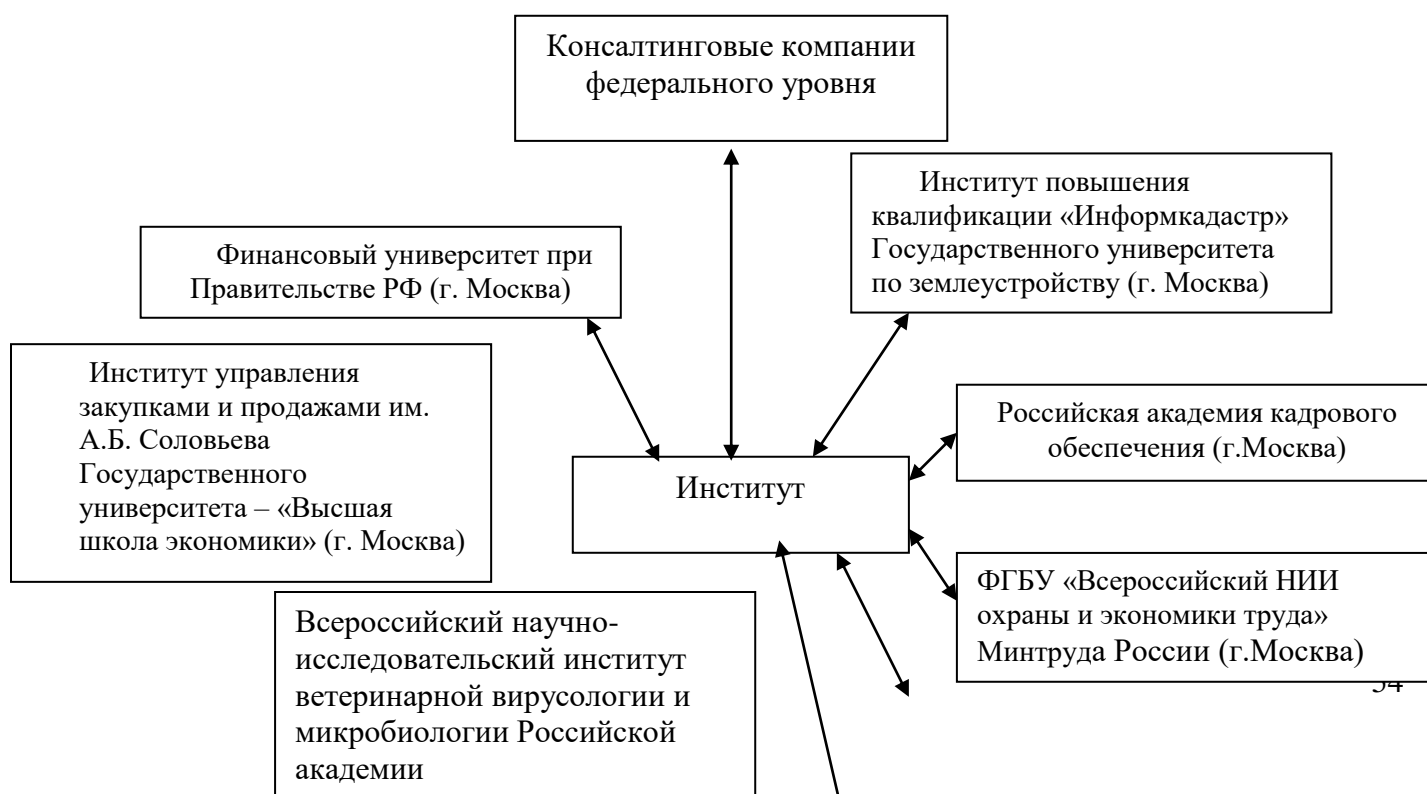 Консалтинговые компании
федерального уровня
Институт повышения
квалификации «Информкадастр»
Государственного университета
по землеустройству (г. Москва)
Финансовый университет при
Правительстве РФ (г. Москва)
Институт управления
закупками и продажами им.
А.Б. Соловьева
Государственного
университета – «Высшая
школа экономики» (г. Москва)
Российская академия кадрового
обеспечения (г.Москва)
Институт
ФГБУ «Всероссийский НИИ
охраны и экономики труда»
Минтруда России (г.Москва)
Всероссийский научно-
исследовательский институт
ветеринарной вирусологии и
микробиологии Российской
академии